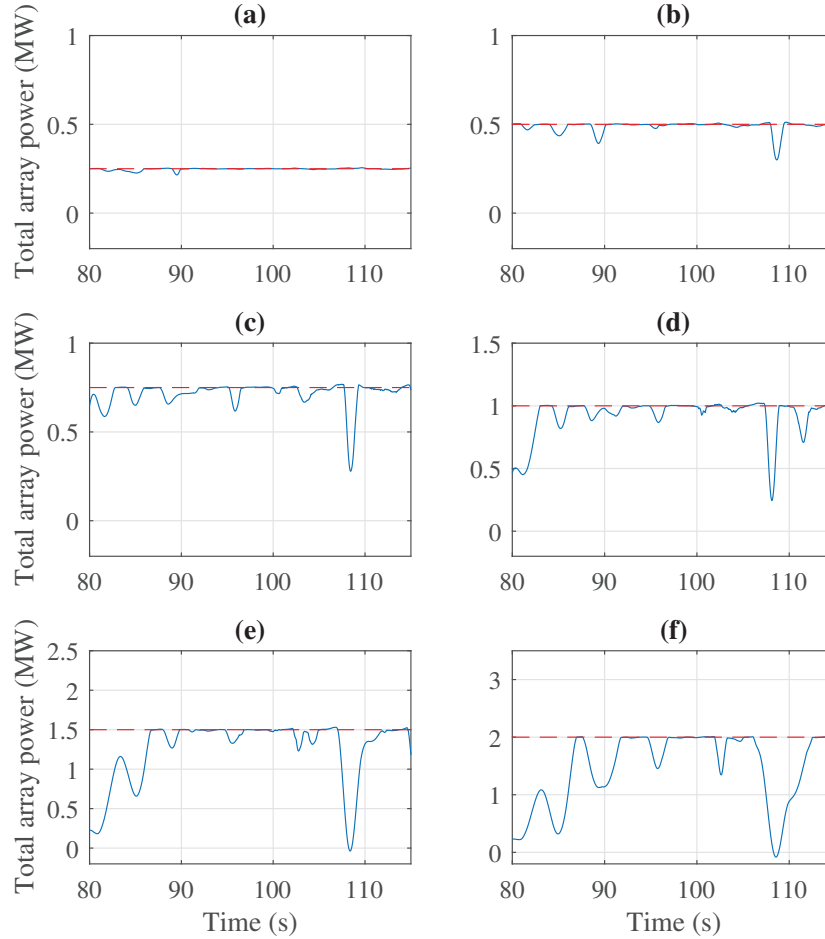 (a) (b)
Total array power (MW)
1 1
0.5 0.5
0 0
80 90 100 110 80 90 100 110
(c) (d)
Total array power (MW)
1 1.5
0.5 1
0 0.5
0
80 90 100 110 80 90 100 110
(e) (f)
Total array power (MW)
2.5 3
2 2
1.5 1
1 0
0.5
0
80 90 100 110 80 90 100 110
Time (s) Time (s)